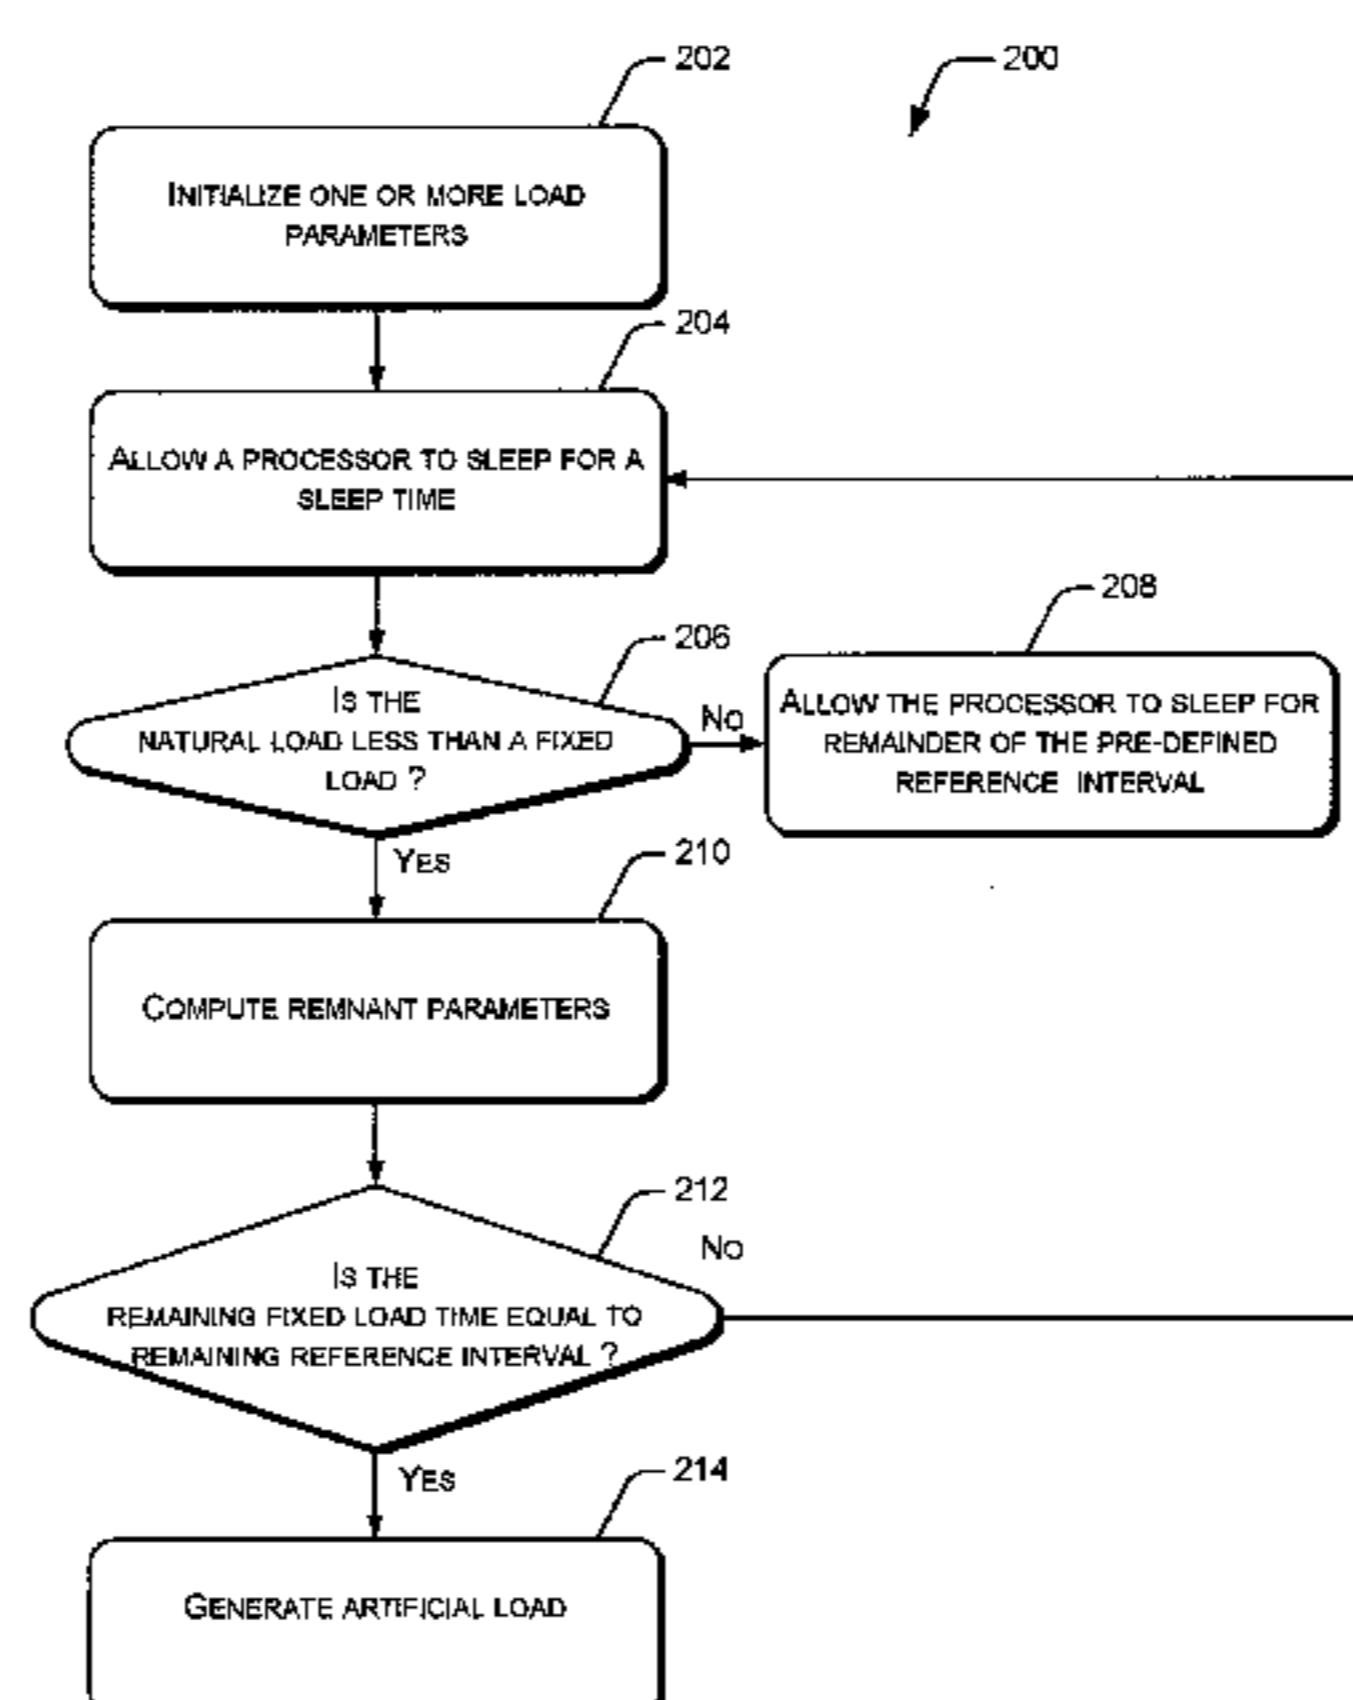 202
200
INITIALIZE ONE OR MORE LOAD
PARAMETERS
204
ALLOW A PROCESSOR TO SLEEP FOR A
SLEEP TIME
206
208
IS THE
NATURAL LOAD LESS THAN A FIXED
LOAD ?
NO
ALLOW THE PROCESSOR TO SLEEP FOR
REMAINDER OF THE PRE-DEFINED
REFERENCE INTERVAL
YES
210
COMPUTE REMNANT PARAMETERS
212
NO
IS THE
REMAINING FIXED LOAD TIME EQUAL TO
REMAINING REFERENCE INTERVAL ?
YES
214
GENERATE ARTIFICIAL LOAD